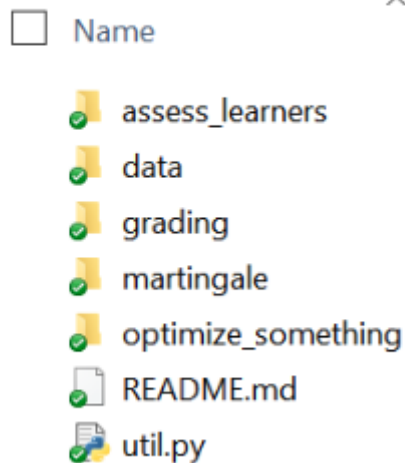 Name
assess_learners
data
grading
martingale
optimize_something
README.md
util.py